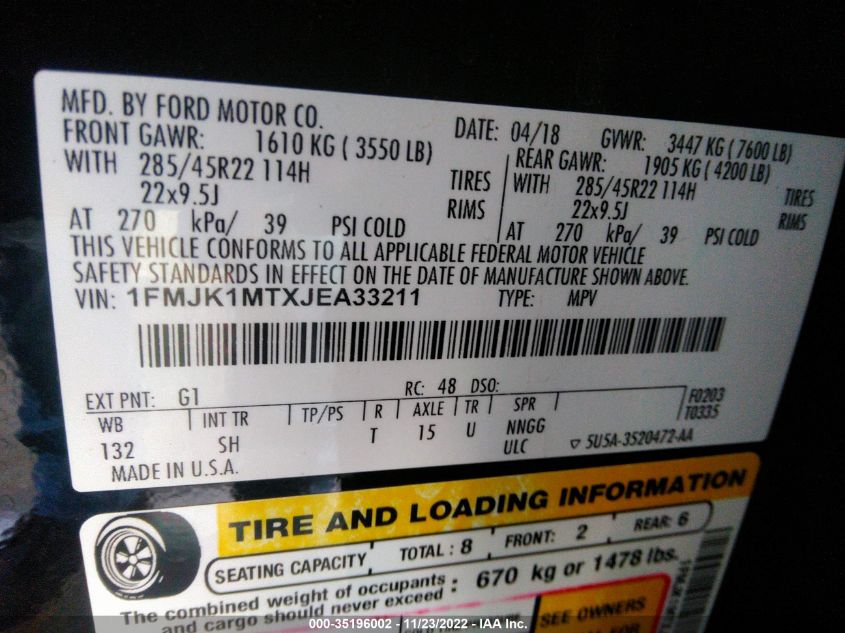 MFD. BY FORD MOTOR CO.
DATE: 04/18 GVWR: 3447 KG ( 7600 LB)
FRONT GAWR: 1610 KG ( 3550 LB)
WITH 285/45R22 114H TIRES
22x9.5J RIMS
AT 270 kPa/ 39 PSI COLD
REAR GAWR: 1905 KG ( 4200 LB)
WITH 285/45R22 114H TIRES
22x9.5J RIMS
AT 270 kPa/ 39 PSI COLD
THIS VEHICLE CONFORMS TO ALL APPLICABLE FEDERAL MOTOR VEHICLE
SAFETY STANDARDS IN EFFECT ON THE DATE OF MANUFACTURE SHOWN ABOVE.
VIN: 1FMJK1MTXJEA33211 TYPE: MPV
EXT PNT: G1 RC: 48 DSO: F0203
T0335
WB INT TR TP/PS R AXLE TR SPR
132 SH T 15 U NNGG
ULC ▽ 5U5A-3520472-AA
MADE IN U.S.A.
TIRE AND LOADING INFORMATION
SEATING CAPACITY TOTAL : 8 FRONT: 2 REAR: 6
The combined weight of occupants
and cargo should never exceed : 670 kg or 1478 lbs.
SEE OWNERS
000-35196002 - 11/23/2022 - IAA Inc.